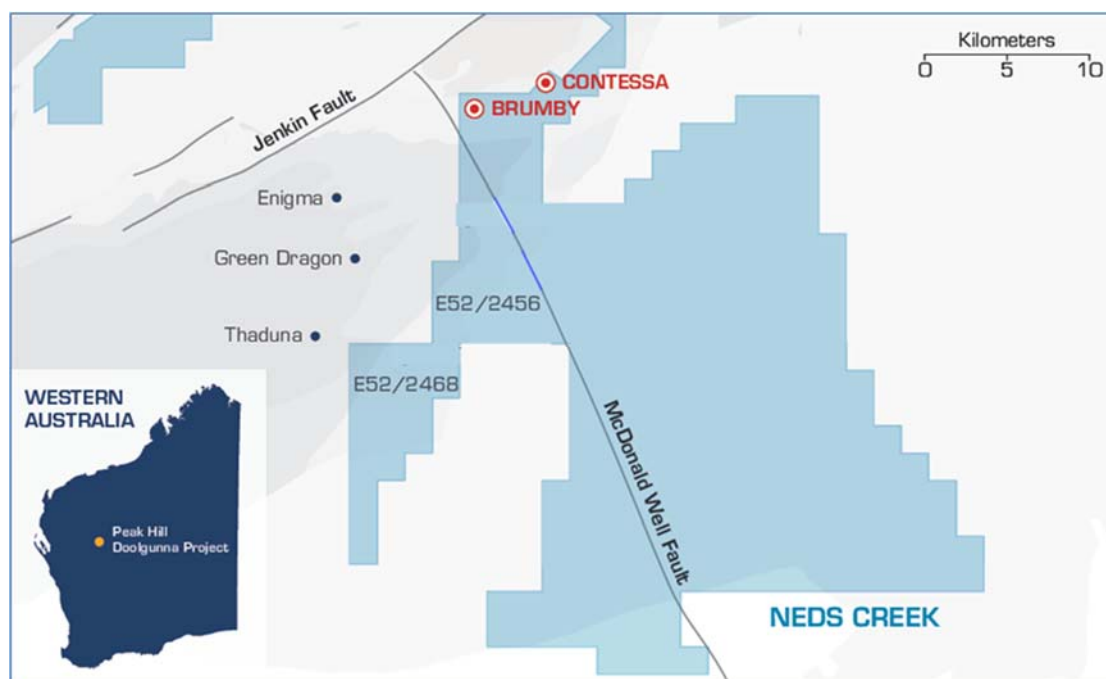 Kilometers
0 5 10
CONTESSA
BRUMBY
Jenkin Fault
Enigma
Green Dragon
Thaduna
E52/2456
E52/2468
McDonald Well Fault
WESTERN
AUSTRALIA
Peak Hill
Doolgunna Project
NEDS CREEK